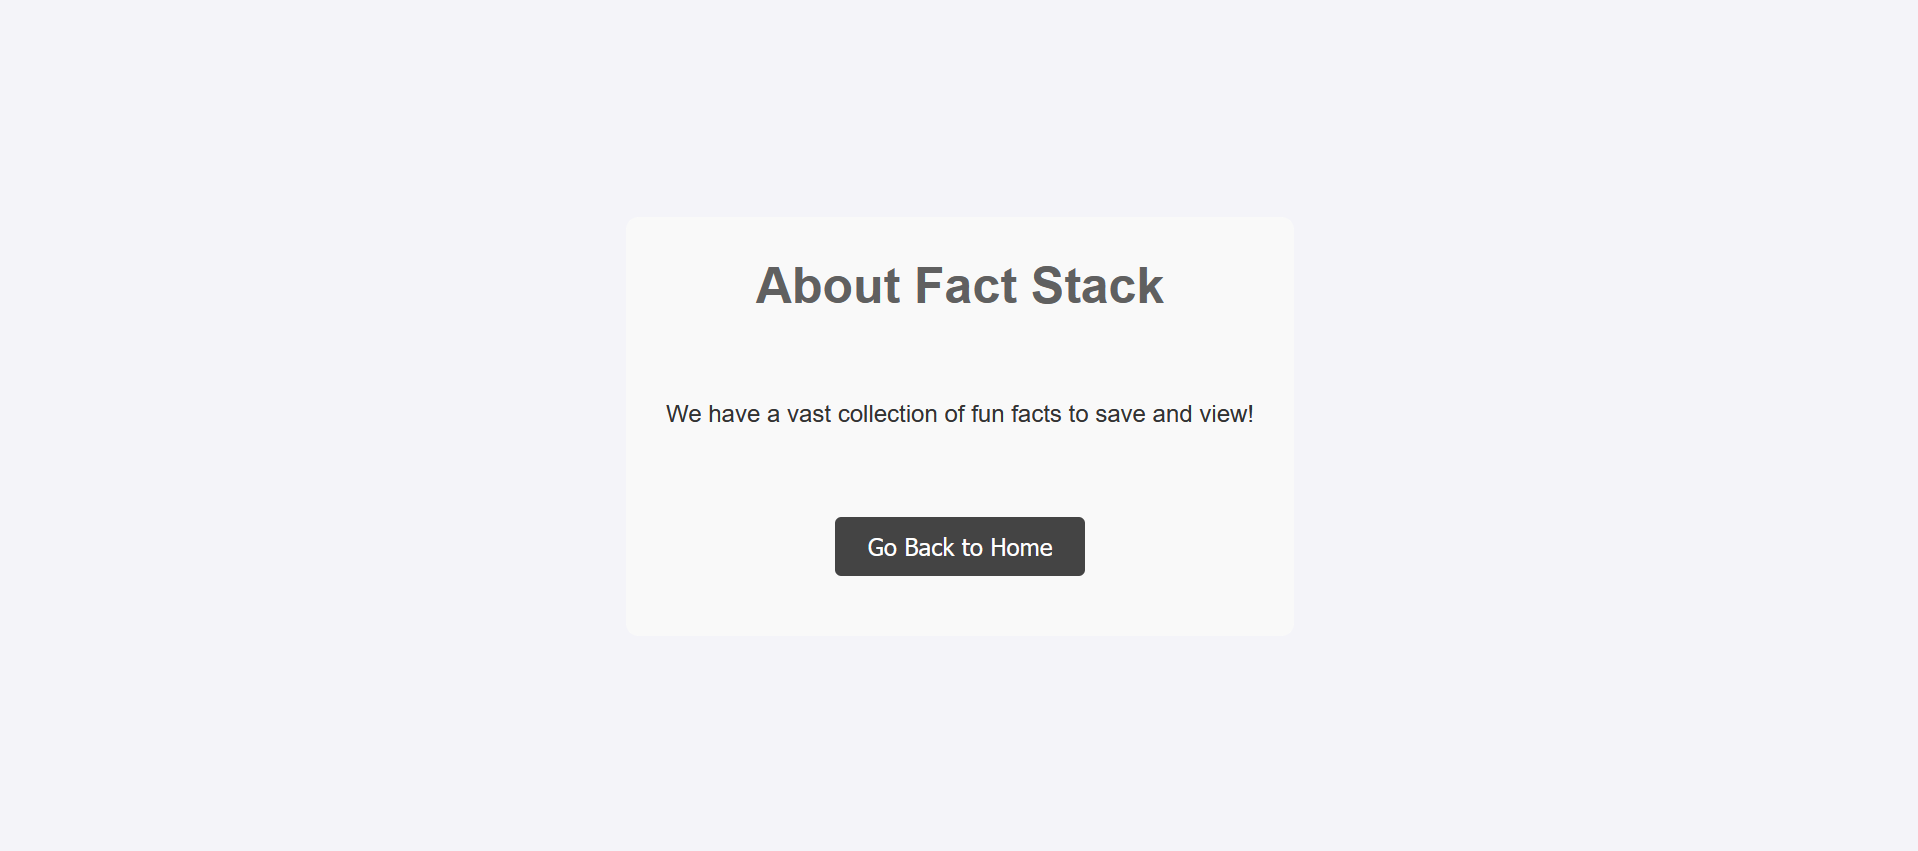 About Fact Stack
We have a vast collection of fun facts to save and view!
Go Back to Home